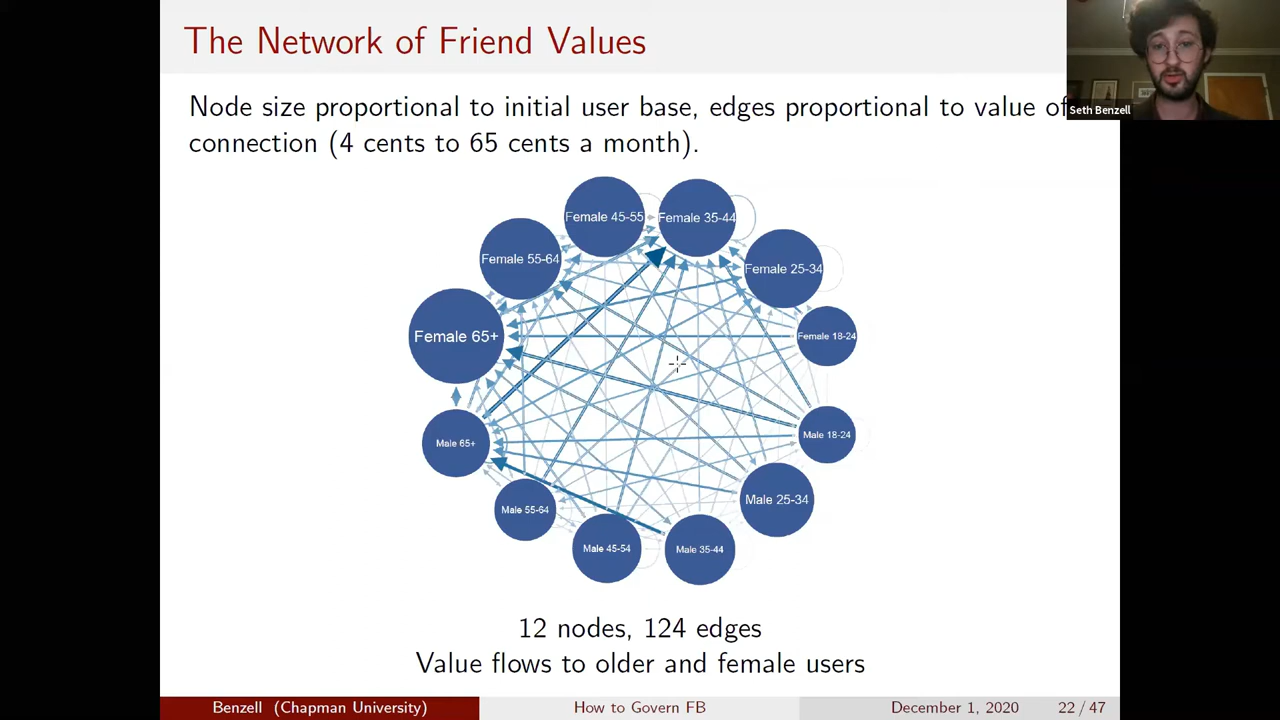 The Network of Friend Values
Seth Benzell
Node size proportional to initial user base, edges proportional to value of
connection (4 cents to 65 cents a month).
Female 45-55
Female 35-44
Female 55-64
Female 25-34
Female 65+
Female 18-24
Male 65+
Male 18-24
Male 25-34
Male 55-64
Male 45-54
Male 35-44
12 nodes, 124 edges
Value flows to older and female users
Benzell (Chapman University)
How to Govern FB
December 1, 2020
22 / 47